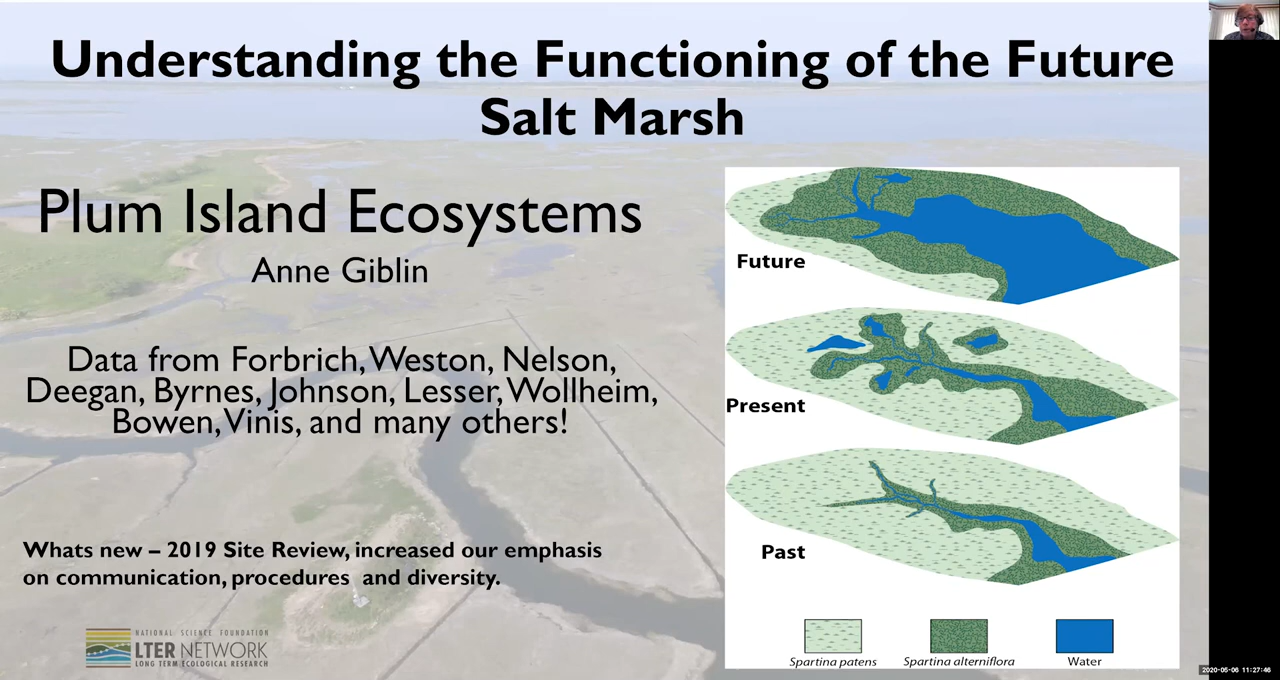 Understanding the Functioning of the Future
Salt Marsh
Plum Island Ecosystems
Anne Giblin
Data from Forbrich, Weston, Nelson,
Deegan, Byrnes, Johnson, Lesser, Wollheim,
Bowen, Vinis, and many others!
Whats new – 2019 Site Review, increased our emphasis
on communication, procedures and diversity.
NATIONAL SCIENCE FOUNDATION
LTER NETWORK
LONG TERM ECOLOGICAL RESEARCH
Future
Present
Past
Spartina patens
Spartina alterniflora
Water
2020-05-06 11:27:46